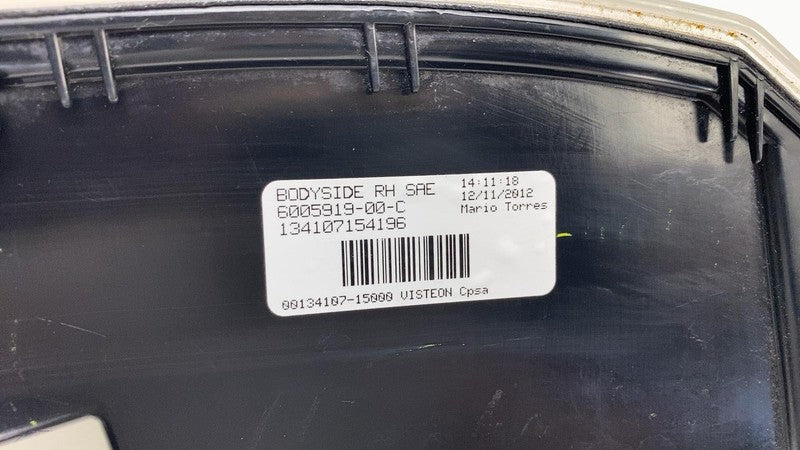 BODYSIDE RH SAE
14:11:18
6005919-00-C
12/11/2012
134107154196
Mario Torres
00134107-15000 VISTEON Cpsa